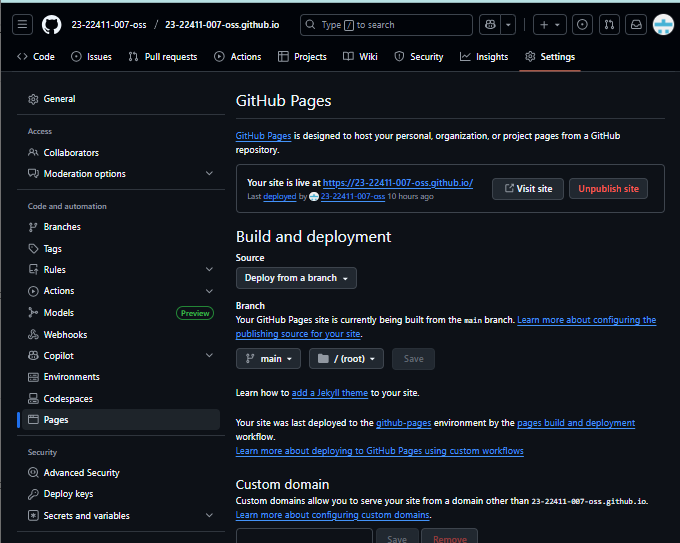 23-22411-007-oss / 23-22411-007-oss.github.io
Type / to search
Code
Issues
Pull requests
Actions
Projects
Wiki
Security
Insights
Settings
General
Access
Collaborators
Moderation options
Code and automation
Branches
Tags
Rules
Actions
Models Preview
Webhooks
Copilot
Environments
Codespaces
Pages
Security
Advanced Security
Deploy keys
Secrets and variables
GitHub Pages
GitHub Pages is designed to host your personal, organization, or project pages from a GitHub
repository.
Your site is live at https://23-22411-007-oss.github.io/
Last deployed by 23-22411-007-oss 10 hours ago
Visit site
Unpublish site
Build and deployment
Source
Deploy from a branch
Branch
Your GitHub Pages site is currently being built from the main branch. Learn more about configuring the
publishing source for your site.
main
/ (root)
Save
Learn how to add a Jekyll theme to your site.
Your site was last deployed to the github-pages environment by the pages build and deployment
workflow.
Learn more about deploying to GitHub Pages using custom workflows
Custom domain
Custom domains allow you to serve your site from a domain other than 23-22411-007-oss.github.io.
Learn more about configuring custom domains.
Save
Remove